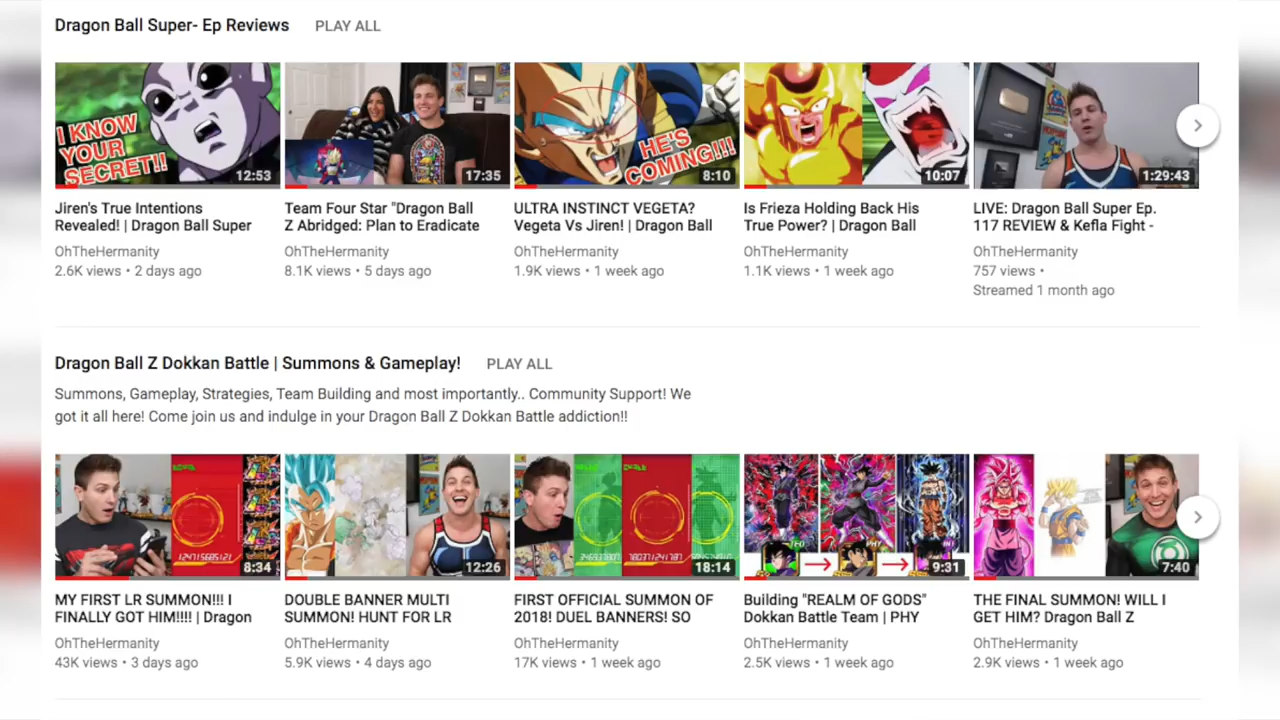 Dragon Ball Super- Ep Reviews PLAY ALL
I KNOW
YOUR
SECRET!!
12:53
17:35
HE'S
COMING!!!
8:10
10:07
1:29:43
Jiren's True Intentions
Revealed! | Dragon Ball Super
OhTheHermanity
2.6K views • 2 days ago
Team Four Star "Dragon Ball
Z Abridged: Plan to Eradicate
OhTheHermanity
8.1K views • 5 days ago
ULTRA INSTINCT VEGETA?
Vegeta Vs Jiren! | Dragon Ball
OhTheHermanity
1.9K views • 1 week ago
Is Frieza Holding Back His
True Power? | Dragon Ball
OhTheHermanity
1.1K views • 1 week ago
LIVE: Dragon Ball Super Ep.
117 REVIEW & Kefla Fight -
OhTheHermanity
757 views •
Streamed 1 month ago
Dragon Ball Z Dokkan Battle | Summons & Gameplay! PLAY ALL
Summons, Gameplay, Strategies, Team Building and most importantly.. Community Support! We
got it all here! Come join us and indulge in your Dragon Ball Z Dokkan Battle addiction!!
8:34
12:26
18:14
PHY
INT
9:31
7:40
MY FIRST LR SUMMON!!! I
FINALLY GOT HIM!!!! | Dragon
OhTheHermanity
43K views • 3 days ago
DOUBLE BANNER MULTI
SUMMON! HUNT FOR LR
OhTheHermanity
5.9K views • 4 days ago
FIRST OFFICIAL SUMMON OF
2018! DUEL BANNERS! SO
OhTheHermanity
17K views • 1 week ago
Building "REALM OF GODS"
Dokkan Battle Team | PHY
OhTheHermanity
2.5K views • 1 week ago
THE FINAL SUMMON! WILL I
GET HIM? Dragon Ball Z
OhTheHermanity
2.9K views • 1 week ago